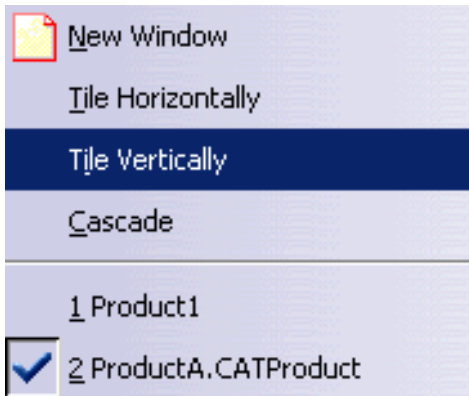 New Window
Tile Horizontally
Tile Vertically
Cascade
1 Product1
2 ProductA.CATProduct